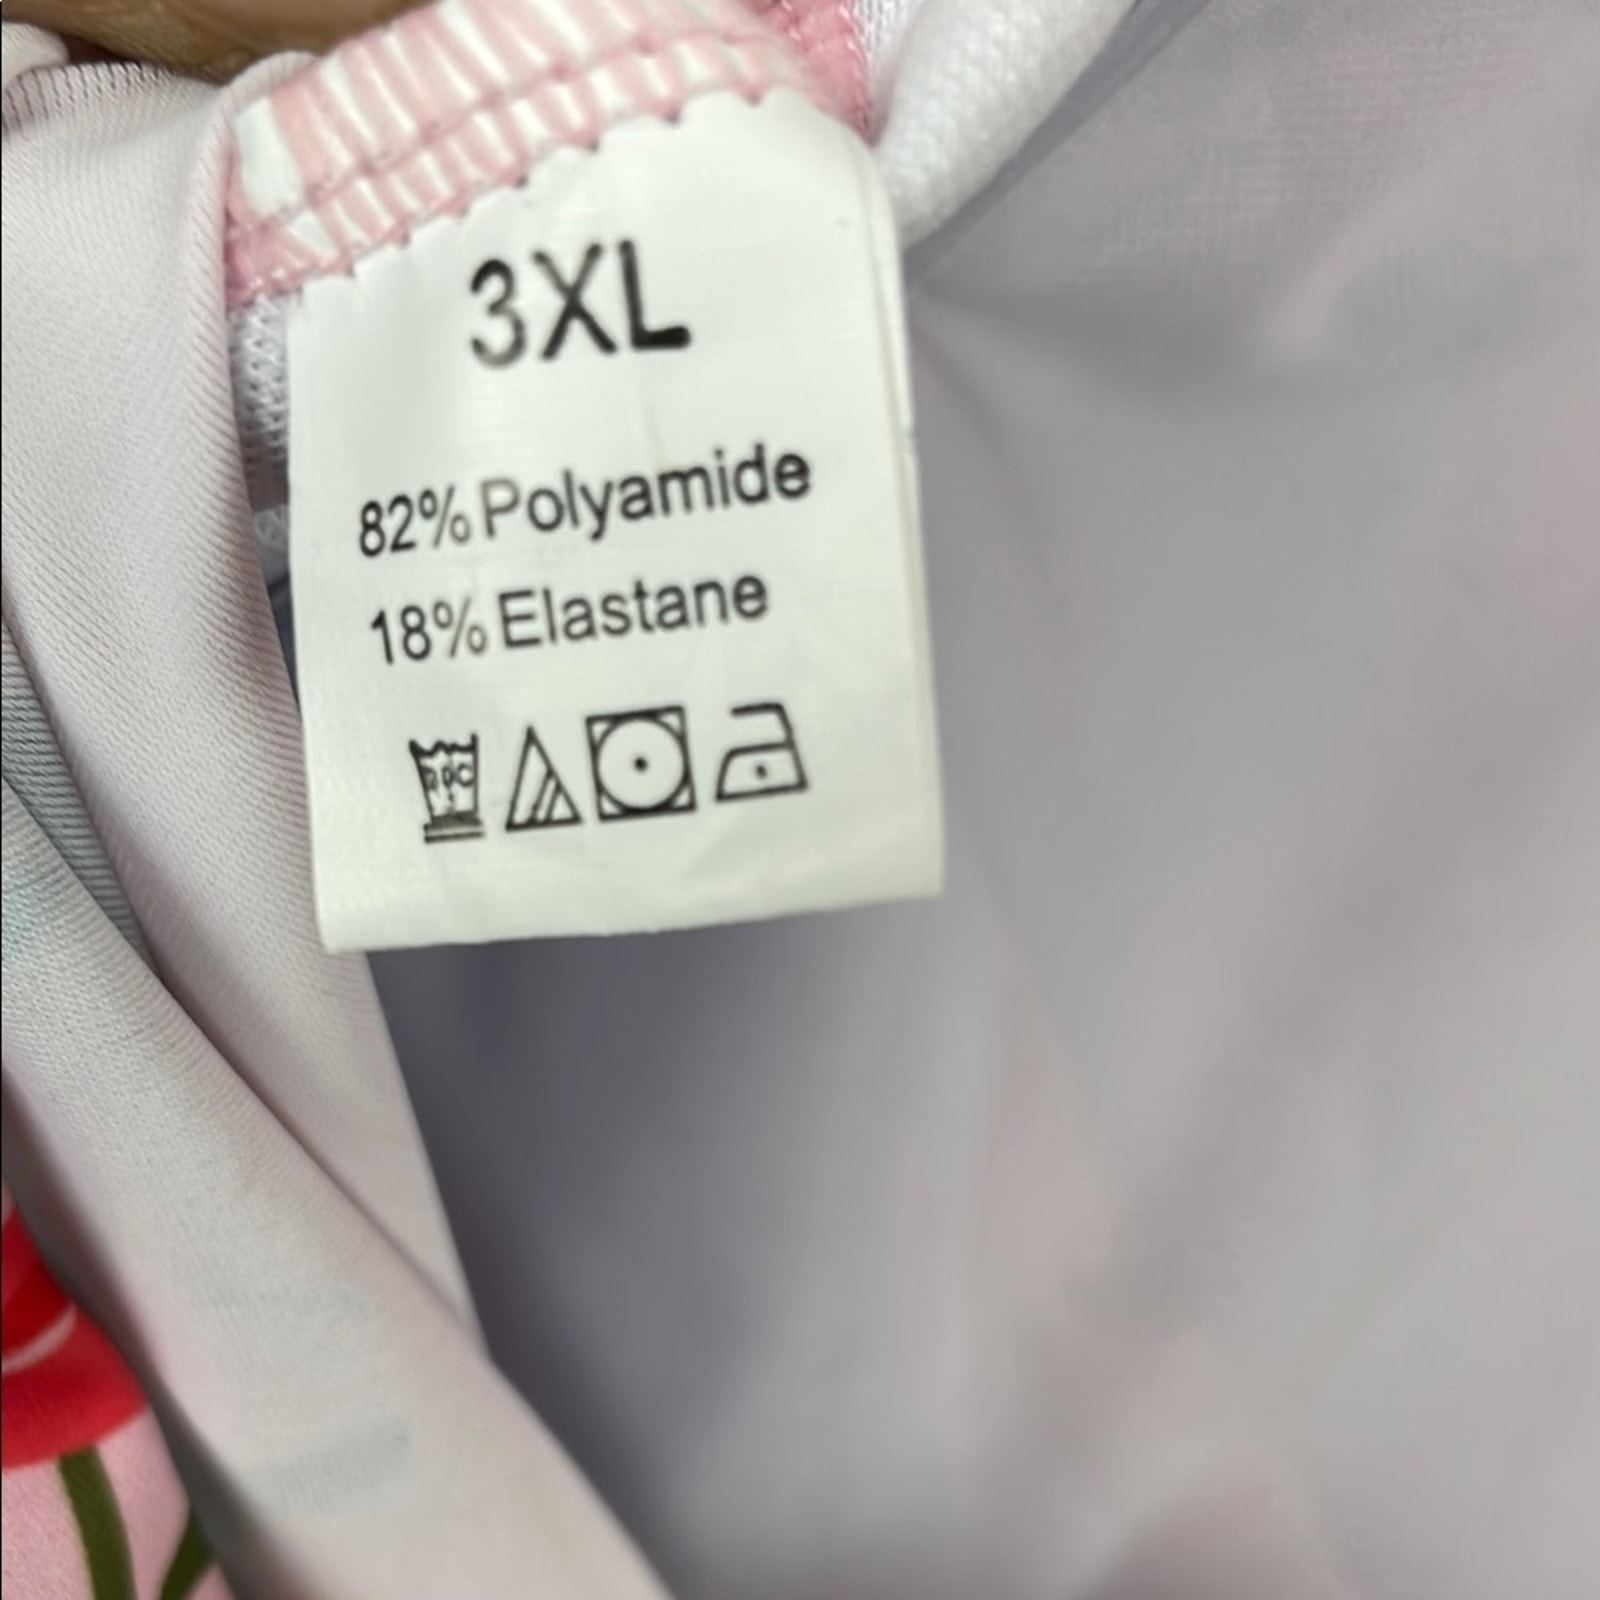 3XL
82% Polyamide
18% Elastane